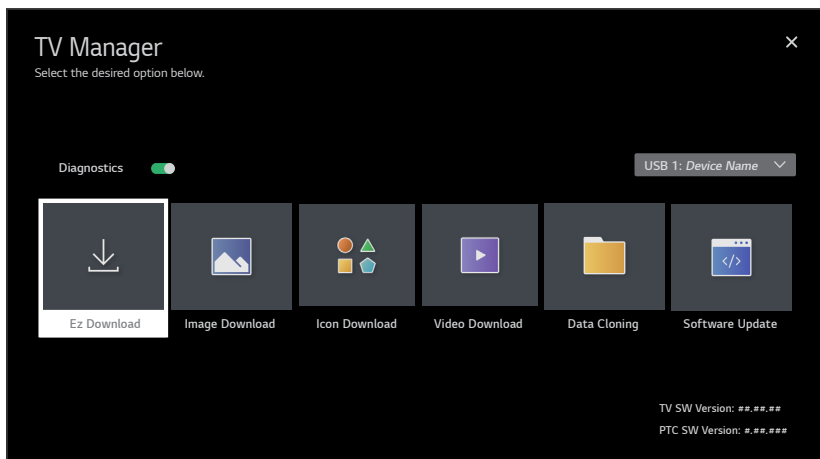 TV Manager
Select the desired option below.
Diagnostics
USB 1: Device Name
Ez Download
Image Download
Icon Download
Video Download
Data Cloning
Software Update
</>
TV SW Version: ##.##.##
PTC SW Version: #.##.###